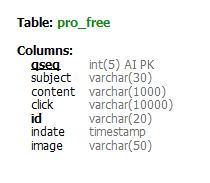 Table: pro_free
Columns:
qseq int(5) AI PK
subject varchar(30)
content varchar(1000)
click varchar(10000)
id varchar(20)
indate timestamp
image varchar(50)